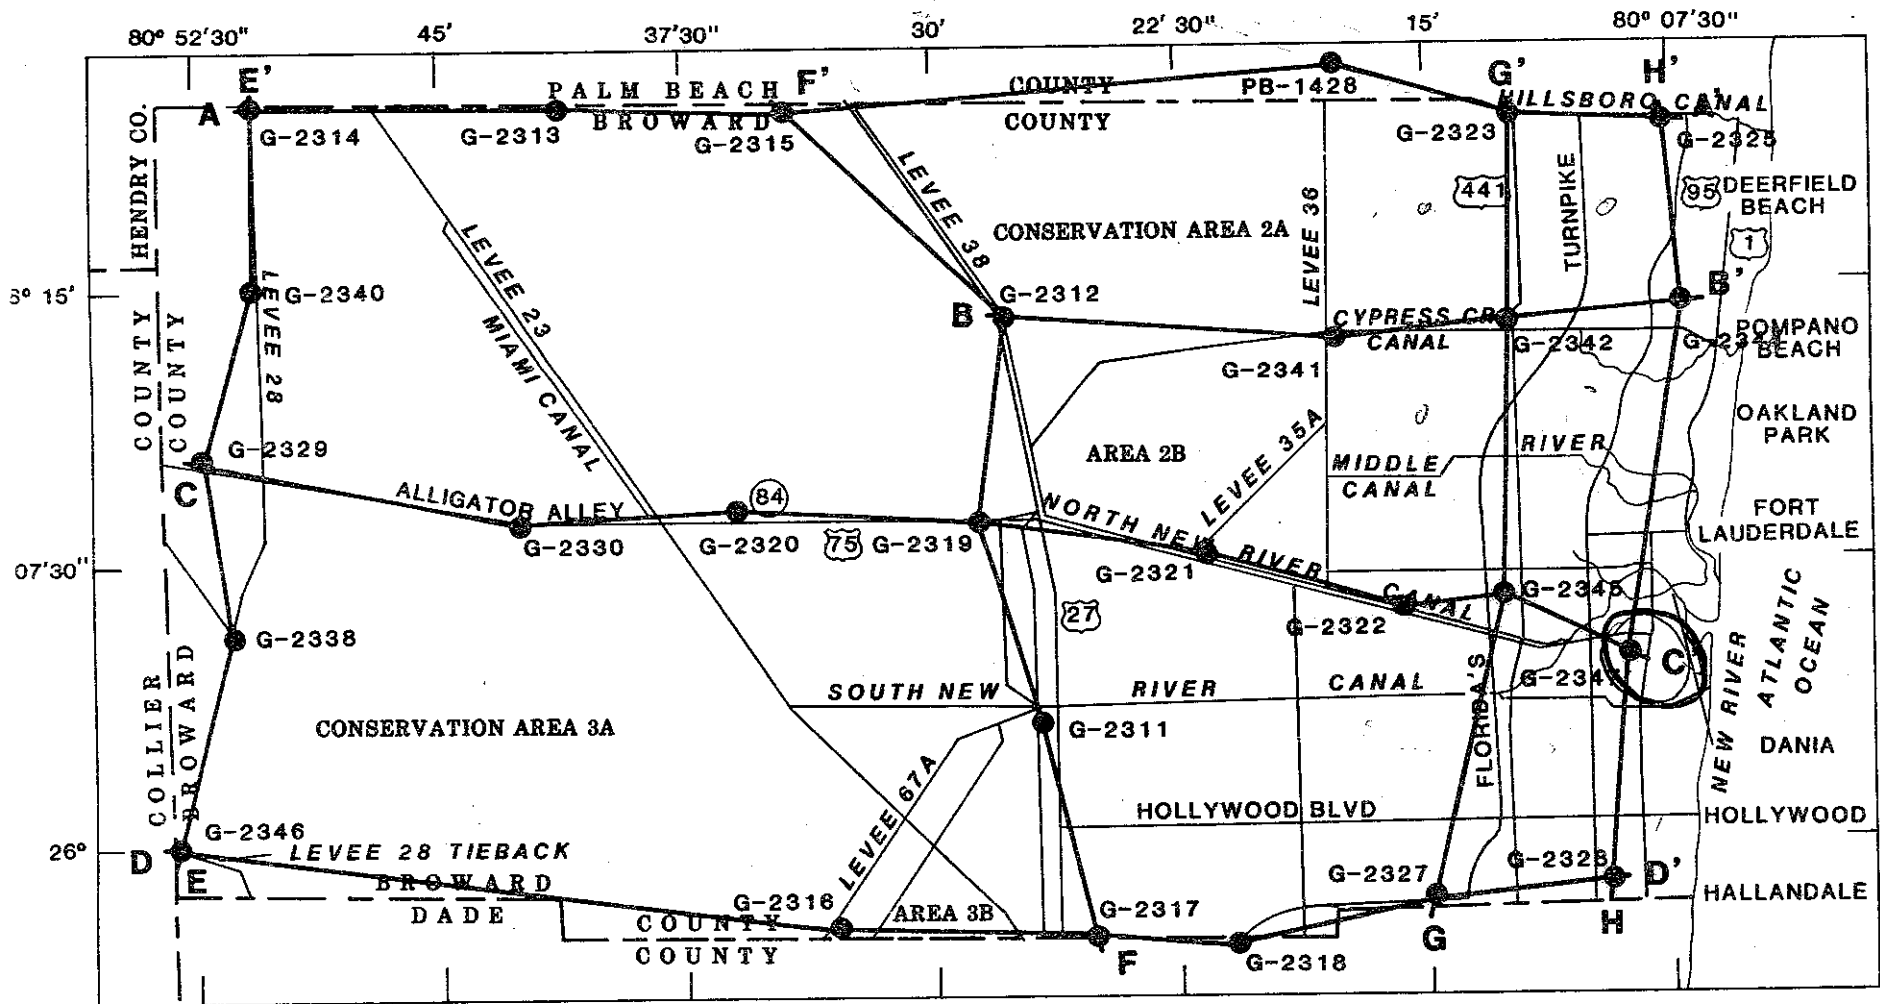 80° 52'30" 45' 37'30" 30' 22'30" 15' 80° 07'30"
E' F' G' H'
A PALM BEACH COUNTY PB-1428 HILLSBORO CANAL A'
BROWARD COUNTY
G-2314 G-2313 G-2315 G-2323 G-2325
HENDRY CO.
LEVEE 38
LEVEE 36
441
TURNPIKE
95
DEERFIELD
BEACH
1
CONSERVATION AREA 2A
LEVEE 23
MIAMI CANAL
15'
G-2340
LEVEE 28
G-2312
B B'
CYPRESS CR.
CANAL
G-2341 G-2342
POMPANO
BEACH
COUNTY
COUNTY
G-2329
C
OAKLAND
PARK
AREA 2B
LEVEE 35A
MIDDLE RIVER
CANAL
ALLIGATOR ALLEY
84
NORTH NEW RIVER CANAL
FORT
LAUDERDALE
G-2330 G-2320 75 G-2319
G-2321
07'30"
27
G-2322
G-2345
G-2338
C
G-2347
SOUTH NEW RIVER CANAL
FLORIDA'S
NEW RIVER
ATLANTIC
OCEAN
COLLIER
BROWARD
CONSERVATION AREA 3A
G-2311
DANIA
LEVEE 67A
HOLLYWOOD BLVD
HOLLYWOOD
26°
G-2346
D
E
LEVEE 28 TIEBACK
BROWARD
DADE
COUNTY
COUNTY
G-2316
AREA 3B
G-2317
F
G-2318
G-2327
G
G-2328
D'
H
HALLANDALE